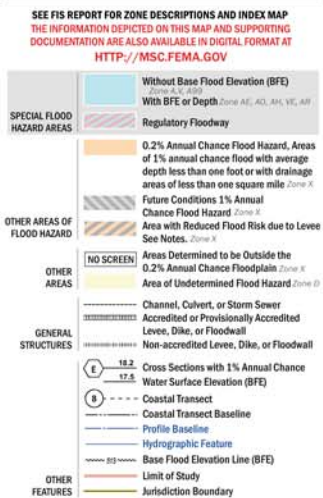 SEE FIS REPORT FOR ZONE DESCRIPTIONS AND INDEX MAP
THE INFORMATION DEPICTED ON THIS MAP AND SUPPORTING
DOCUMENTATION ARE ALSO AVAILABLE IN DIGITAL FORMAT AT
HTTP://MSC.FEMA.GOV
SPECIAL FLOOD
HAZARD AREAS
Without Base Flood Elevation (BFE)
Zone A,V, A99
With BFE or Depth Zone AE, AO, AH, VE, AR
Regulatory Floodway
OTHER AREAS OF
FLOOD HAZARD
0.2% Annual Chance Flood Hazard, Areas
of 1% annual chance flood with average
depth less than one foot or with drainage
areas of less than one square mile Zone X
Future Conditions 1% Annual
Chance Flood Hazard Zone X
Area with Reduced Flood Risk due to Levee
See Notes. Zone X
OTHER
AREAS
NO SCREEN
Areas Determined to be Outside the
0.2% Annual Chance Floodplain Zone X
Area of Undetermined Flood Hazard Zone D
GENERAL
STRUCTURES
Channel, Culvert, or Storm Sewer
Accredited or Provisionally Accredited
Levee, Dike, or Floodwall
Non-accredited Levee, Dike, or Floodwall
OTHER
FEATURES
E
18.2
17.5
Cross Sections with 1% Annual Chance
Water Surface Elevation (BFE)
8
Coastal Transect
Coastal Transect Baseline
Profile Baseline
Hydrographic Feature
Base Flood Elevation Line (BFE)
Limit of Study
Jurisdiction Boundary